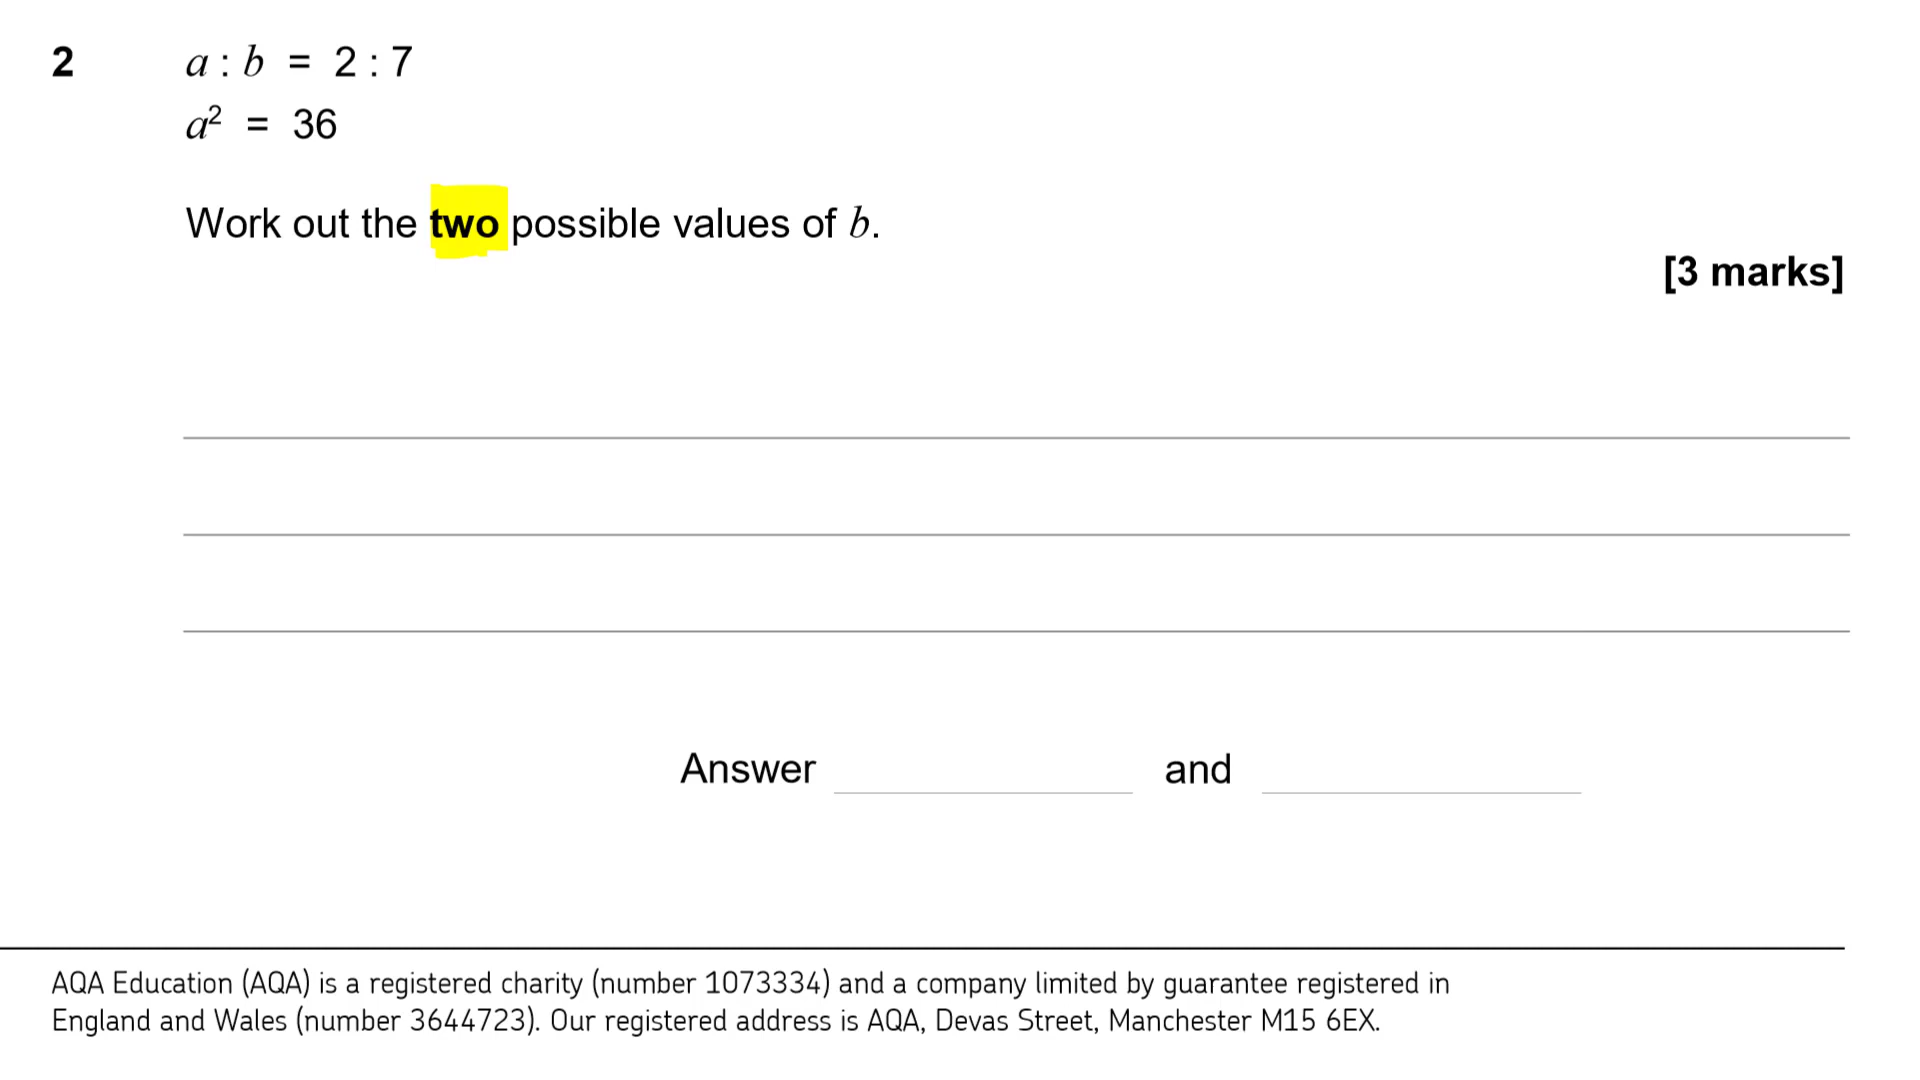 2 a : b = 2 : 7
a² = 36
Work out the two possible values of b.
[3 marks]
Answer and
AQA Education (AQA) is a registered charity (number 1073334) and a company limited by guarantee registered in
England and Wales (number 3644723). Our registered address is AQA, Devas Street, Manchester M15 6EX.